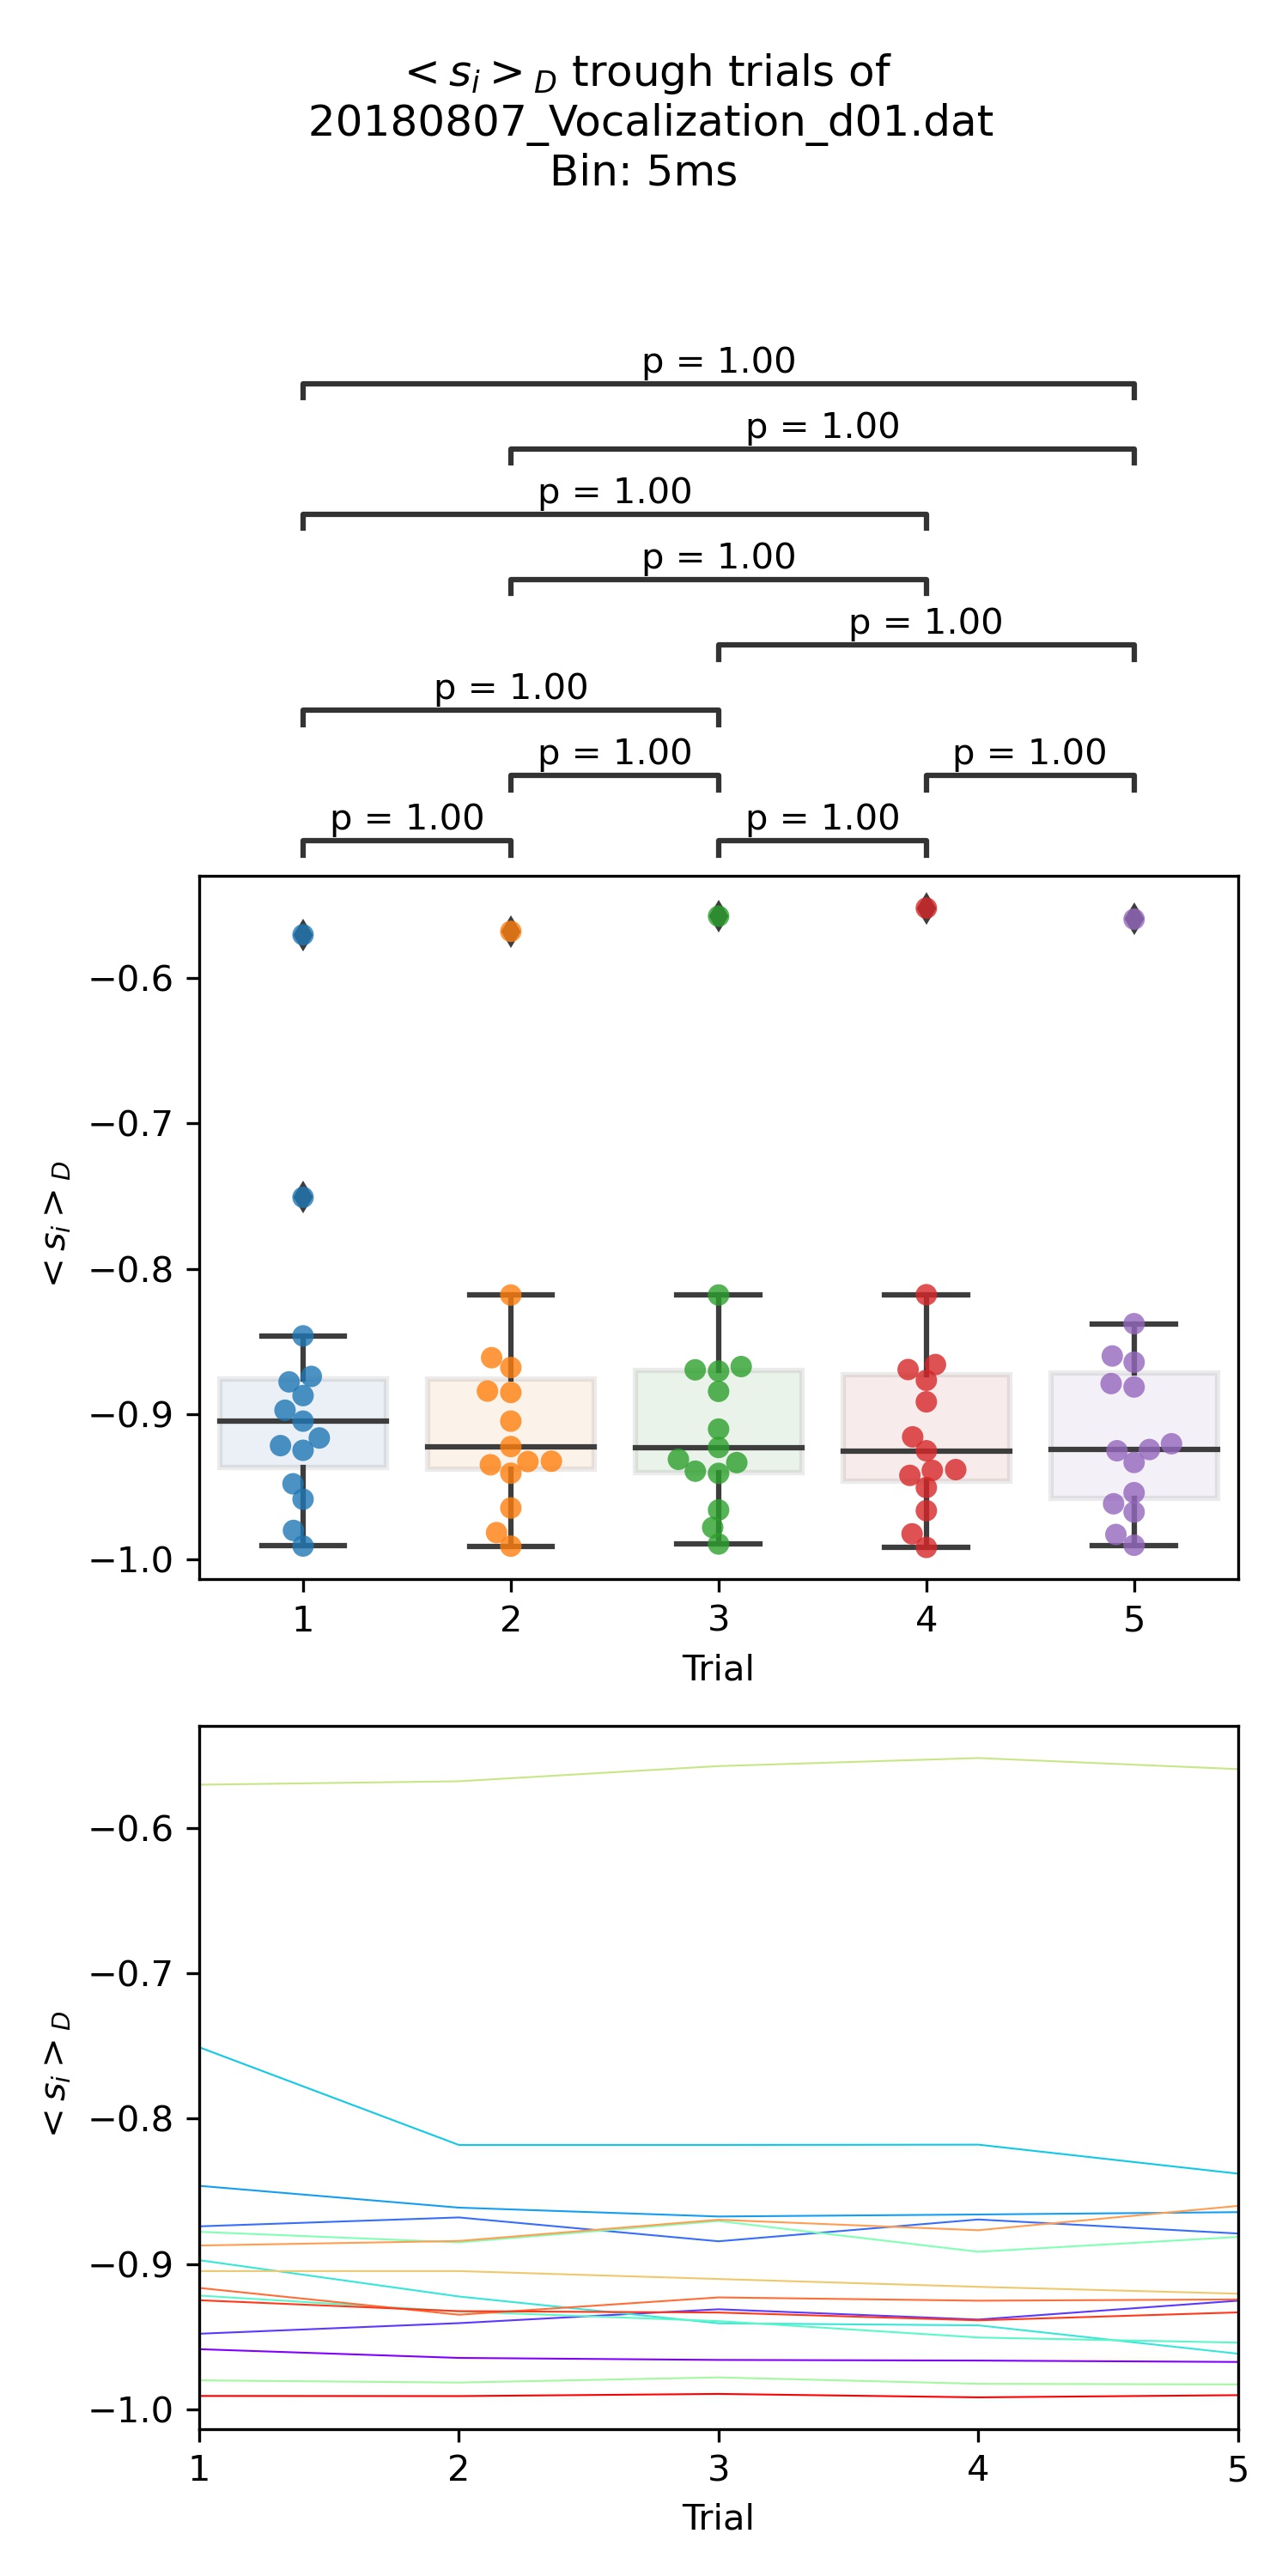 < s_i >_D trough trials of
20180807_Vocalization_d01.dat
Bin: 5ms
p = 1.00
p = 1.00
p = 1.00
p = 1.00
p = 1.00
p = 1.00
p = 1.00 p = 1.00
p = 1.00 p = 1.00
−0.6
−0.7
−0.8
−0.9
−1.0
< s_i >_D
1 2 3 4 5
Trial
−0.6
−0.7
−0.8
−0.9
−1.0
< s_i >_D
1 2 3 4 5
Trial